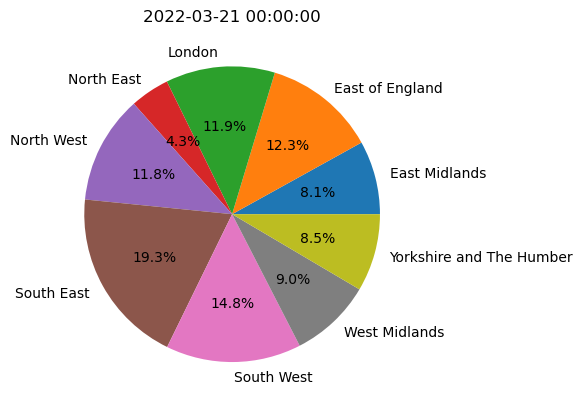 2022-03-21 00:00:00
London
North East
East of England
11.9%
4.3%
12.3%
North West
11.8%
East Midlands
8.1%
8.5%
Yorkshire and The Humber
19.3%
9.0%
South East
14.8%
West Midlands
South West